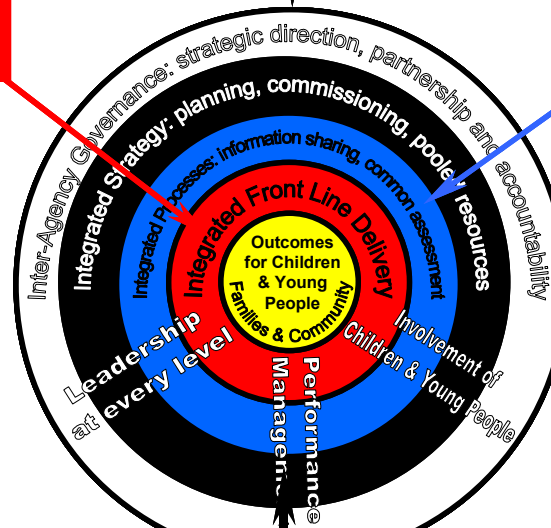 Inter-Agency Governance: strategic direction, partnership and accountability
Integrated Strategy: planning, commissioning, pooled resources
Integrated Processes: information sharing, common assessment
Integrated Front Line Delivery
Outcomes
for Children
& Young
People
Families & Community
Leadership
at every level
Performance
Involvement of
Children & Young People